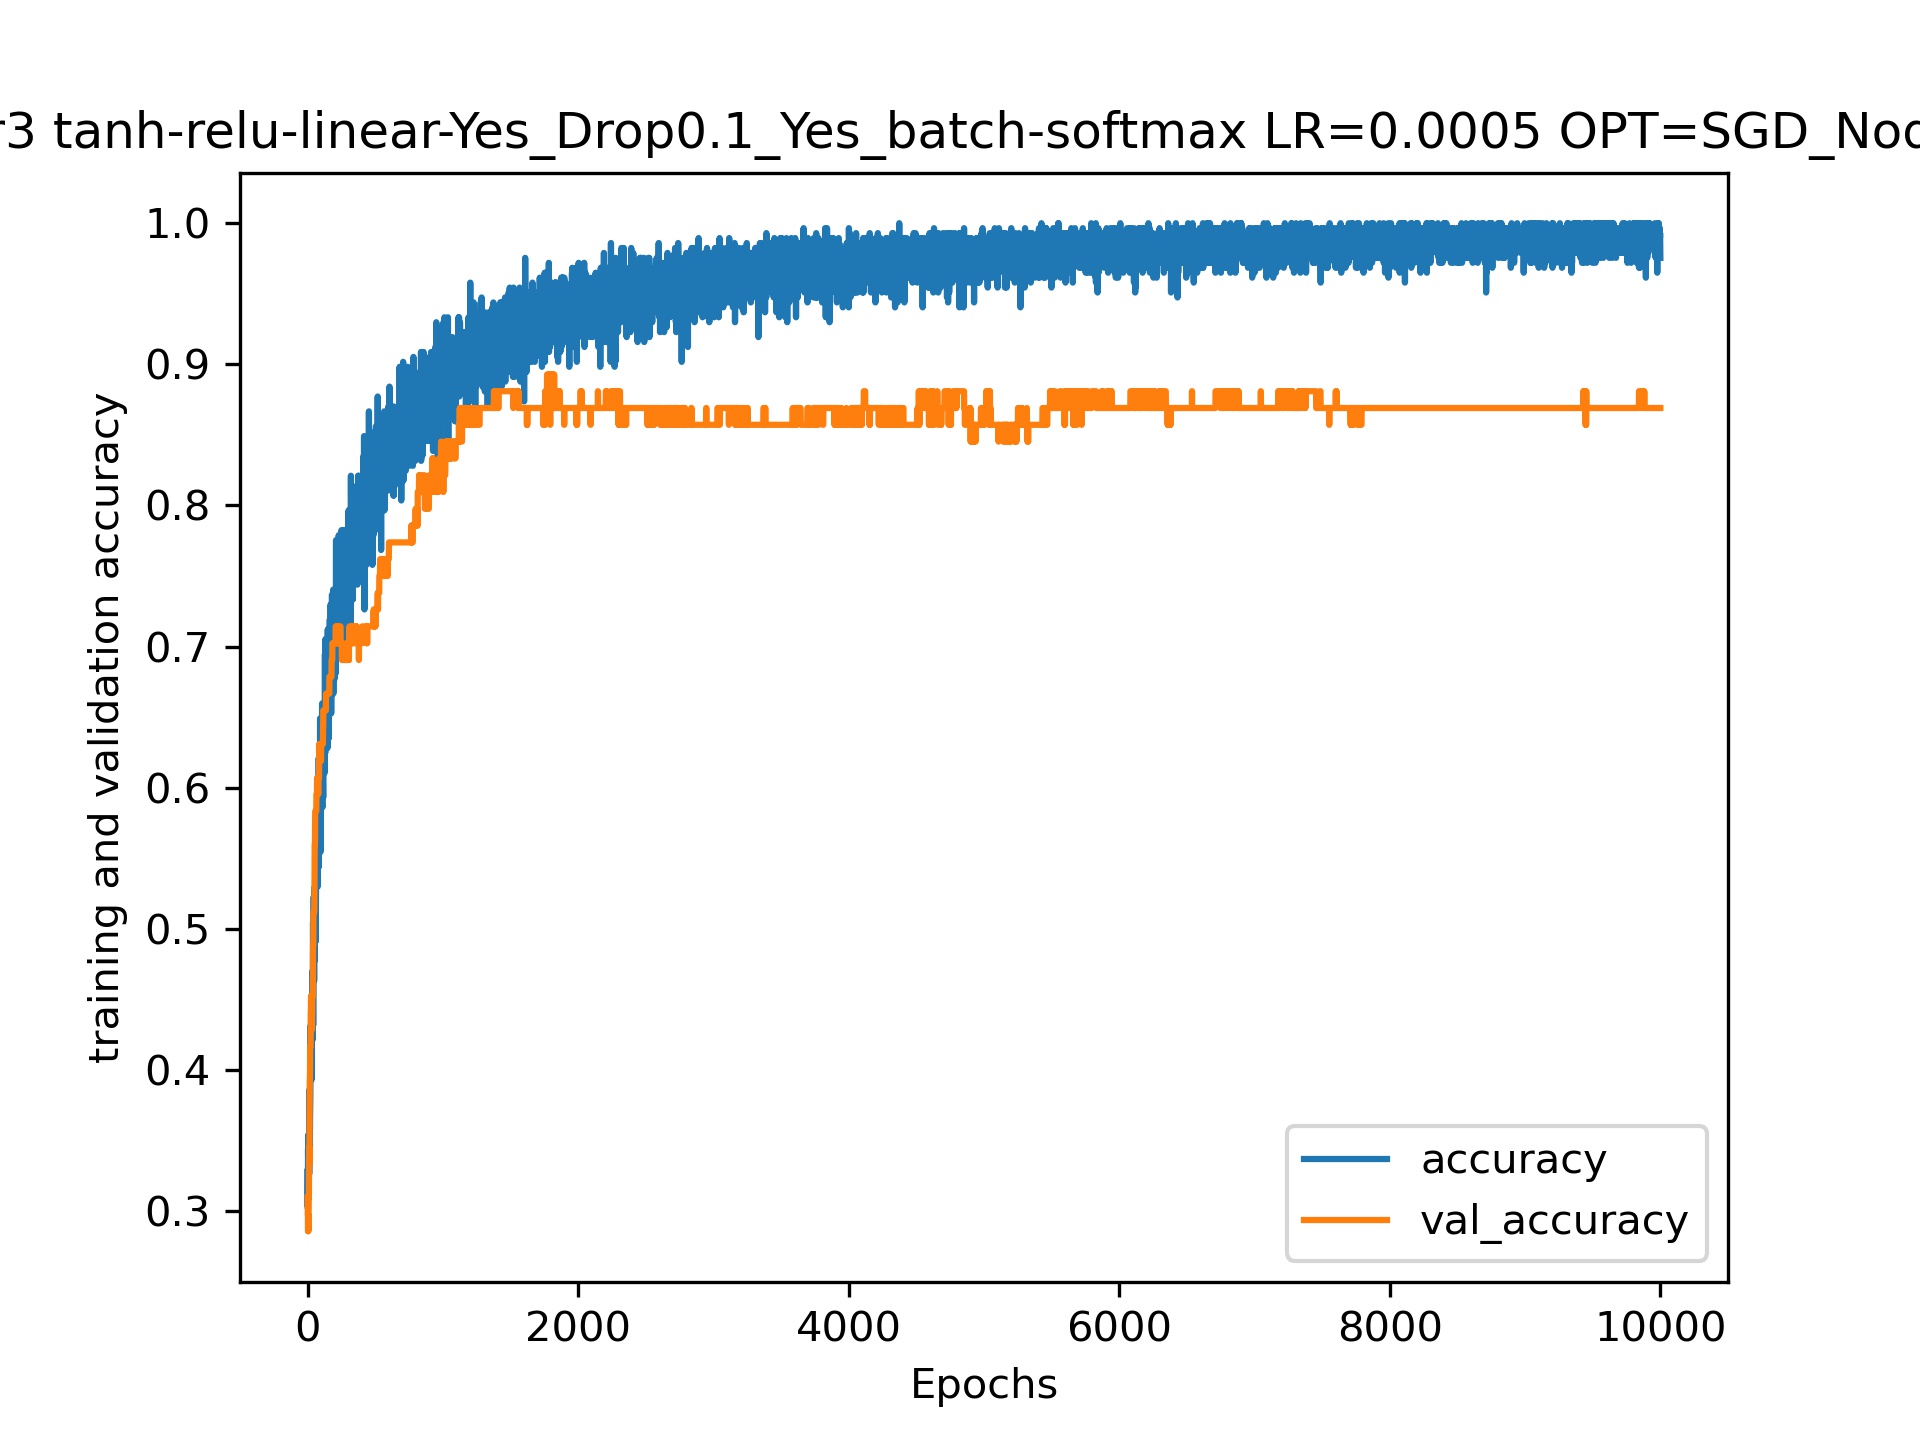 r3 tanh-relu-linear-Yes_Drop0.1_Yes_batch-softmax LR=0.0005 OPT=SGD_Noc
training and validation accuracy
1.0
0.9
0.8
0.7
0.6
0.5
0.4
0.3
0
2000
4000
6000
8000
10000
Epochs
accuracy
val_accuracy